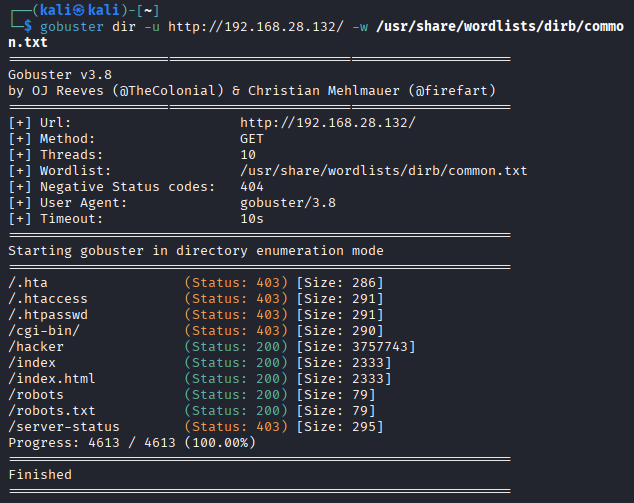 ┌──(kali㉿kali)-[~]
└─$ gobuster dir -u http://192.168.28.132/ -w /usr/share/wordlists/dirb/commo
n.txt
===============================================================
Gobuster v3.8
by OJ Reeves (@TheColonial) & Christian Mehlmauer (@firefart)
===============================================================
[+] Url:                     http://192.168.28.132/
[+] Method:                  GET
[+] Threads:                 10
[+] Wordlist:                /usr/share/wordlists/dirb/common.txt
[+] Negative Status codes:   404
[+] User Agent:              gobuster/3.8
[+] Timeout:                 10s
===============================================================
Starting gobuster in directory enumeration mode
===============================================================
/.hta                 (Status: 403) [Size: 286]
/.htaccess            (Status: 403) [Size: 291]
/.htpasswd            (Status: 403) [Size: 291]
/cgi-bin/             (Status: 403) [Size: 290]
/hacker               (Status: 200) [Size: 3757743]
/index                (Status: 200) [Size: 2333]
/index.html           (Status: 200) [Size: 2333]
/robots               (Status: 200) [Size: 79]
/robots.txt           (Status: 200) [Size: 79]
/server-status        (Status: 403) [Size: 295]
Progress: 4613 / 4613 (100.00%)
===============================================================
Finished
===============================================================